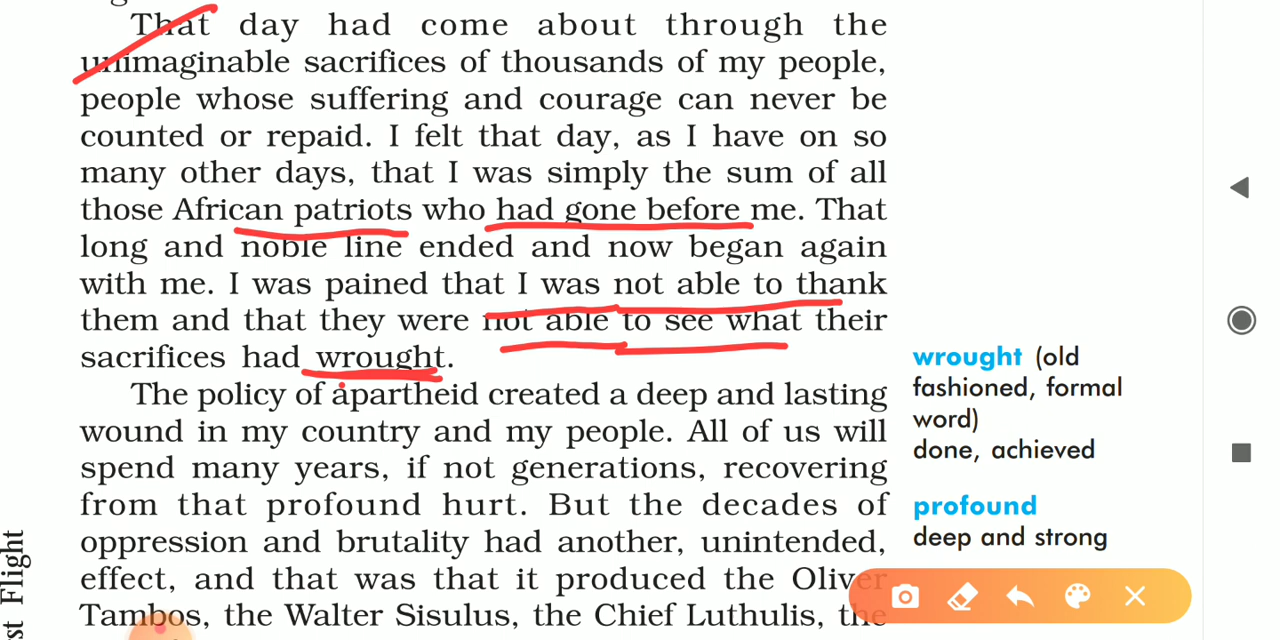 That day had come about through the
unimaginable sacrifices of thousands of my people,
people whose suffering and courage can never be
counted or repaid. I felt that day, as I have on so
many other days, that I was simply the sum of all
those African patriots who had gone before me. That
long and noble line ended and now began again
with me. I was pained that I was not able to thank
them and that they were not able to see what their
sacrifices had wrought.
The policy of apartheid created a deep and lasting
wound in my country and my people. All of us will
spend many years, if not generations, recovering
from that profound hurt. But the decades of
oppression and brutality had another, unintended,
effect, and that was that it produced the Oliver
Tambos, the Walter Sisulus, the Chief Luthulis, the
wrought (old
fashioned, formal
word)
done, achieved
profound
deep and strong
Flight